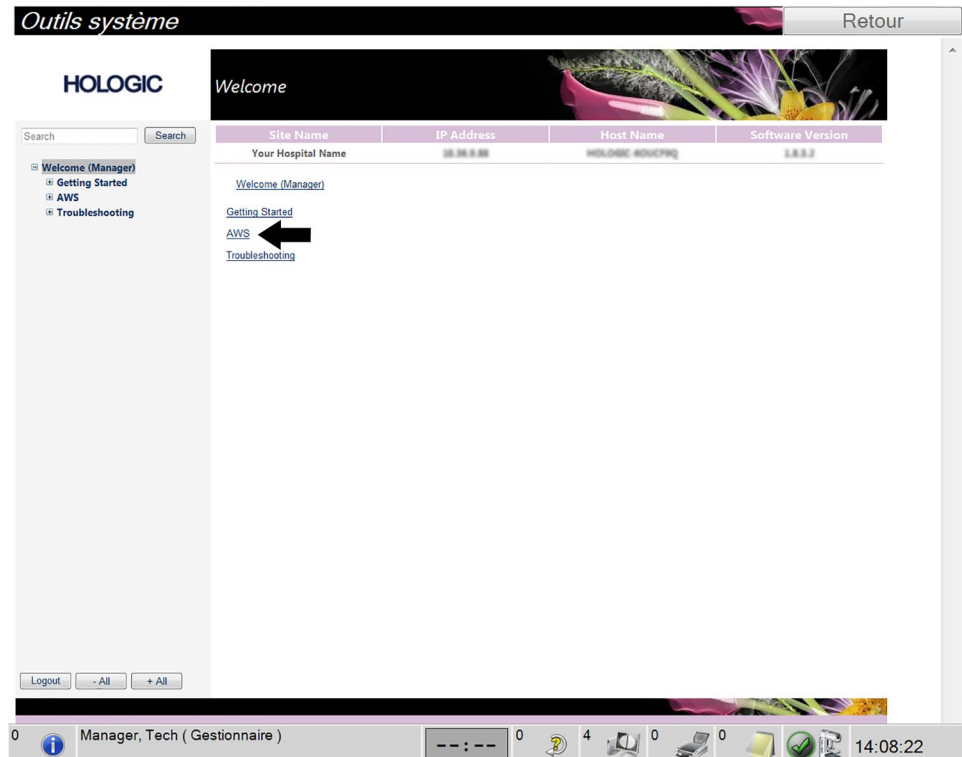 Outils système
Retour
HOLOGIC
Welcome
Search
Search
Site Name IP Address Host Name Software Version
Your Hospital Name
Welcome (Manager)
Getting Started
AWS
Troubleshooting
Welcome (Manager)
Getting Started
AWS
Troubleshooting
Logout - All + All
0 Manager, Tech ( Gestionnaire ) --:-- 0 4 0 0 14:08:22